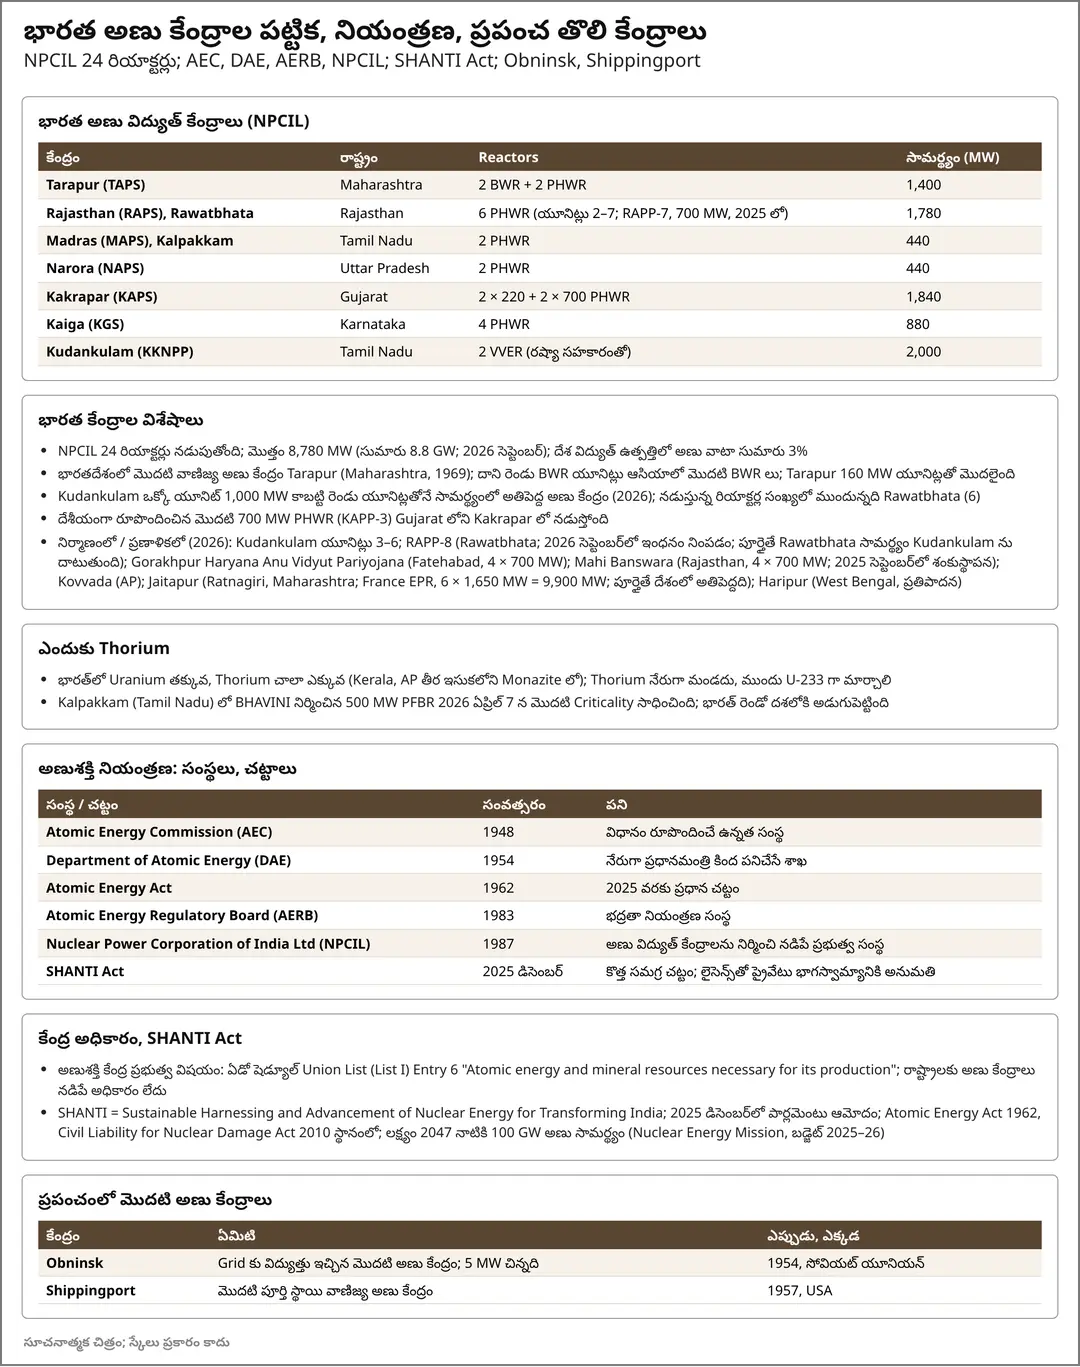 భారత అణు కేంద్రాల పట్టిక, నియంత్రణ, ప్రపంచ తొలి కేంద్రాలు
NPCIL 24 రియాక్టర్లు; AEC, DAE, AERB, NPCIL; SHANTI Act; Obninsk, Shippingport
భారత అణు విద్యుత్ కేంద్రాలు (NPCIL)
కేంద్రం రాష్ట్రం Reactors సామర్థ్యం (MW)
Tarapur (TAPS) Maharashtra 2 BWR + 2 PHWR 1,400
Rajasthan (RAPS), Rawatbhata Rajasthan 6 PHWR (యూనిట్లు 2–7; RAPP-7, 700 MW, 2025 లో) 1,780
Madras (MAPS), Kalpakkam Tamil Nadu 2 PHWR 440
Narora (NAPS) Uttar Pradesh 2 PHWR 440
Kakrapar (KAPS) Gujarat 2 × 220 + 2 × 700 PHWR 1,840
Kaiga (KGS) Karnataka 4 PHWR 880
Kudankulam (KKNPP) Tamil Nadu 2 VVER (రష్యా సహకారంతో) 2,000
భారత కేంద్రాల విశేషాలు
• NPCIL 24 రియాక్టర్లు నడుపుతోంది; మొత్తం 8,780 MW (సుమారు 8.8 GW; 2026 సెప్టెంబర్); దేశ విద్యుత్ ఉత్పత్తిలో అణు వాటా సుమారు 3%
• భారతదేశంలో మొదటి వాణిజ్య అణు కేంద్రం Tarapur (Maharashtra, 1969); దాని రెండు BWR యూనిట్లు ఆసియాలో మొదటి BWR లు; Tarapur 160 MW యూనిట్లతో మొదలైంది
• Kudankulam ఒక్కో యూనిట్ 1,000 MW కాబట్టి రెండు యూనిట్లతోనే సామర్థ్యంలో అతిపెద్ద అణు కేంద్రం (2026); నడుస్తున్న రియాక్టర్ల సంఖ్యలో ముందున్నది Rawatbhata (6)
• దేశీయంగా రూపొందించిన మొదటి 700 MW PHWR (KAPP-3) Gujarat లోని Kakrapar లో నడుస్తోంది
• నిర్మాణంలో / ప్రణాళికలో (2026): Kudankulam యూనిట్లు 3–6; RAPP-8 (Rawatbhata; 2026 సెప్టెంబర్‌లో ఇంధనం నింపడం; పూర్తైతే Rawatbhata సామర్థ్యం Kudankulam ను
దాటుతుంది); Gorakhpur Haryana Anu Vidyut Pariyojana (Fatehabad, 4 × 700 MW); Mahi Banswara (Rajasthan, 4 × 700 MW; 2025 సెప్టెంబర్‌లో శంకుస్థాపన);
Kovvada (AP); Jaitapur (Ratnagiri, Maharashtra; France EPR, 6 × 1,650 MW = 9,900 MW; పూర్తైతే దేశంలో అతిపెద్దది); Haripur (West Bengal, ప్రతిపాదన)
ఎందుకు Thorium
• భారత్‌లో Uranium తక్కువ, Thorium చాలా ఎక్కువ (Kerala, AP తీర ఇసుకలోని Monazite లో); Thorium నేరుగా మండదు, ముందు U-233 గా మార్చాలి
• Kalpakkam (Tamil Nadu) లో BHAVINI నిర్మించిన 500 MW PFBR 2026 ఏప్రిల్ 7 న మొదటి Criticality సాధించింది; భారత్ రెండో దశలోకి అడుగుపెట్టింది
అణుశక్తి నియంత్రణ: సంస్థలు, చట్టాలు
సంస్థ / చట్టం సంవత్సరం పని
Atomic Energy Commission (AEC) 1948 విధానం రూపొందించే ఉన్నత సంస్థ
Department of Atomic Energy (DAE) 1954 నేరుగా ప్రధానమంత్రి కింద పనిచేసే శాఖ
Atomic Energy Act 1962 2025 వరకు ప్రధాన చట్టం
Atomic Energy Regulatory Board (AERB) 1983 భద్రతా నియంత్రణ సంస్థ
Nuclear Power Corporation of India Ltd (NPCIL) 1987 అణు విద్యుత్ కేంద్రాలను నిర్మించి నడిపే ప్రభుత్వ సంస్థ
SHANTI Act 2025 డిసెంబర్ కొత్త సమగ్ర చట్టం; లైసెన్స్‌తో ప్రైవేటు భాగస్వామ్యానికి అనుమతి
కేంద్ర అధికారం, SHANTI Act
• అణుశక్తి కేంద్ర ప్రభుత్వ విషయం: ఏడో షెడ్యూల్ Union List (List I) Entry 6 "Atomic energy and mineral resources necessary for its production"; రాష్ట్రాలకు అణు కేంద్రాలు
నడిపే అధికారం లేదు
• SHANTI = Sustainable Harnessing and Advancement of Nuclear Energy for Transforming India; 2025 డిసెంబర్‌లో పార్లమెంటు ఆమోదం; Atomic Energy Act 1962,
Civil Liability for Nuclear Damage Act 2010 స్థానంలో; లక్ష్యం 2047 నాటికి 100 GW అణు సామర్థ్యం (Nuclear Energy Mission, బడ్జెట్ 2025–26)
ప్రపంచంలో మొదటి అణు కేంద్రాలు
కేంద్రం ఏమిటి ఎప్పుడు, ఎక్కడ
Obninsk Grid కు విద్యుత్తు ఇచ్చిన మొదటి అణు కేంద్రం; 5 MW చిన్నది 1954, సోవియట్ యూనియన్
Shippingport మొదటి పూర్తి స్థాయి వాణిజ్య అణు కేంద్రం 1957, USA
సూచనాత్మక చిత్రం; స్కేలు ప్రకారం కాదు